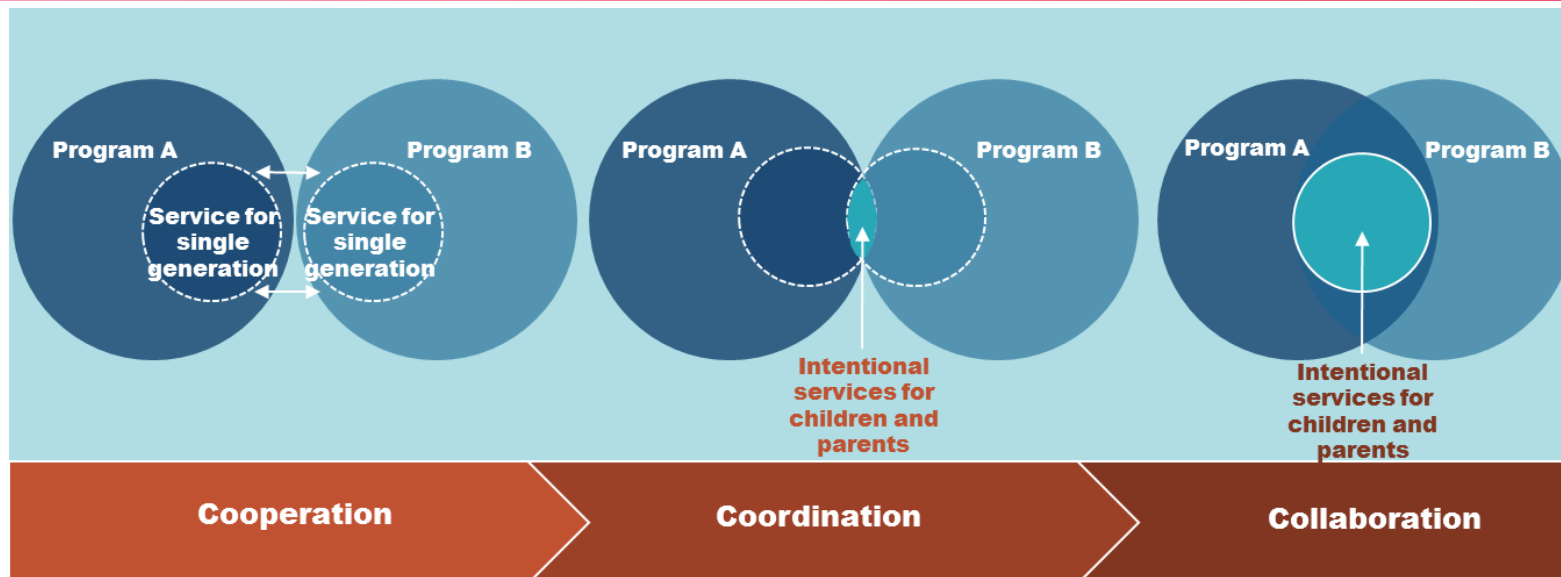 Program A
Program B
Service for
single
generation
Service for
single
generation
Program A
Program B
Intentional
services for
children and
parents
Program A
Program B
Intentional
services for
children and
parents
Cooperation
Coordination
Collaboration